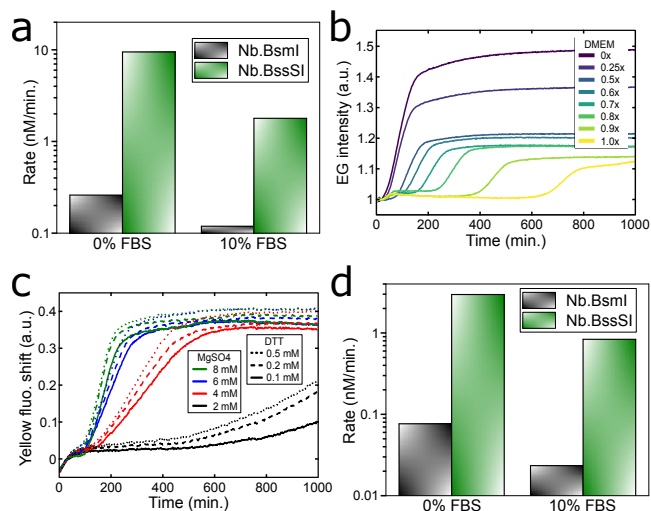 a
Rate (nM/min.)
10
1
0.1
0% FBS
10% FBS
Nb.BsmI
Nb.BssSI
b
EG intensity (a.u.)
1.5
1.4
1.3
1.2
1.1
1
0
200
400
600
800
1000
Time (min.)
DMEM
0x
0.25x
0.5x
0.6x
0.7x
0.8x
0.9x
1.0x
c
Yellow fluo. shift (a.u.)
0.4
0.3
0.2
0.1
0
0
200
400
600
800
1000
Time (min.)
MgSO4
8 mM
6 mM
4 mM
2 mM
DTT
0.5 mM
0.2 mM
0.1 mM
d
Rate (nM/min.)
1
0.1
0.01
0% FBS
10% FBS
Nb.BsmI
Nb.BssSI